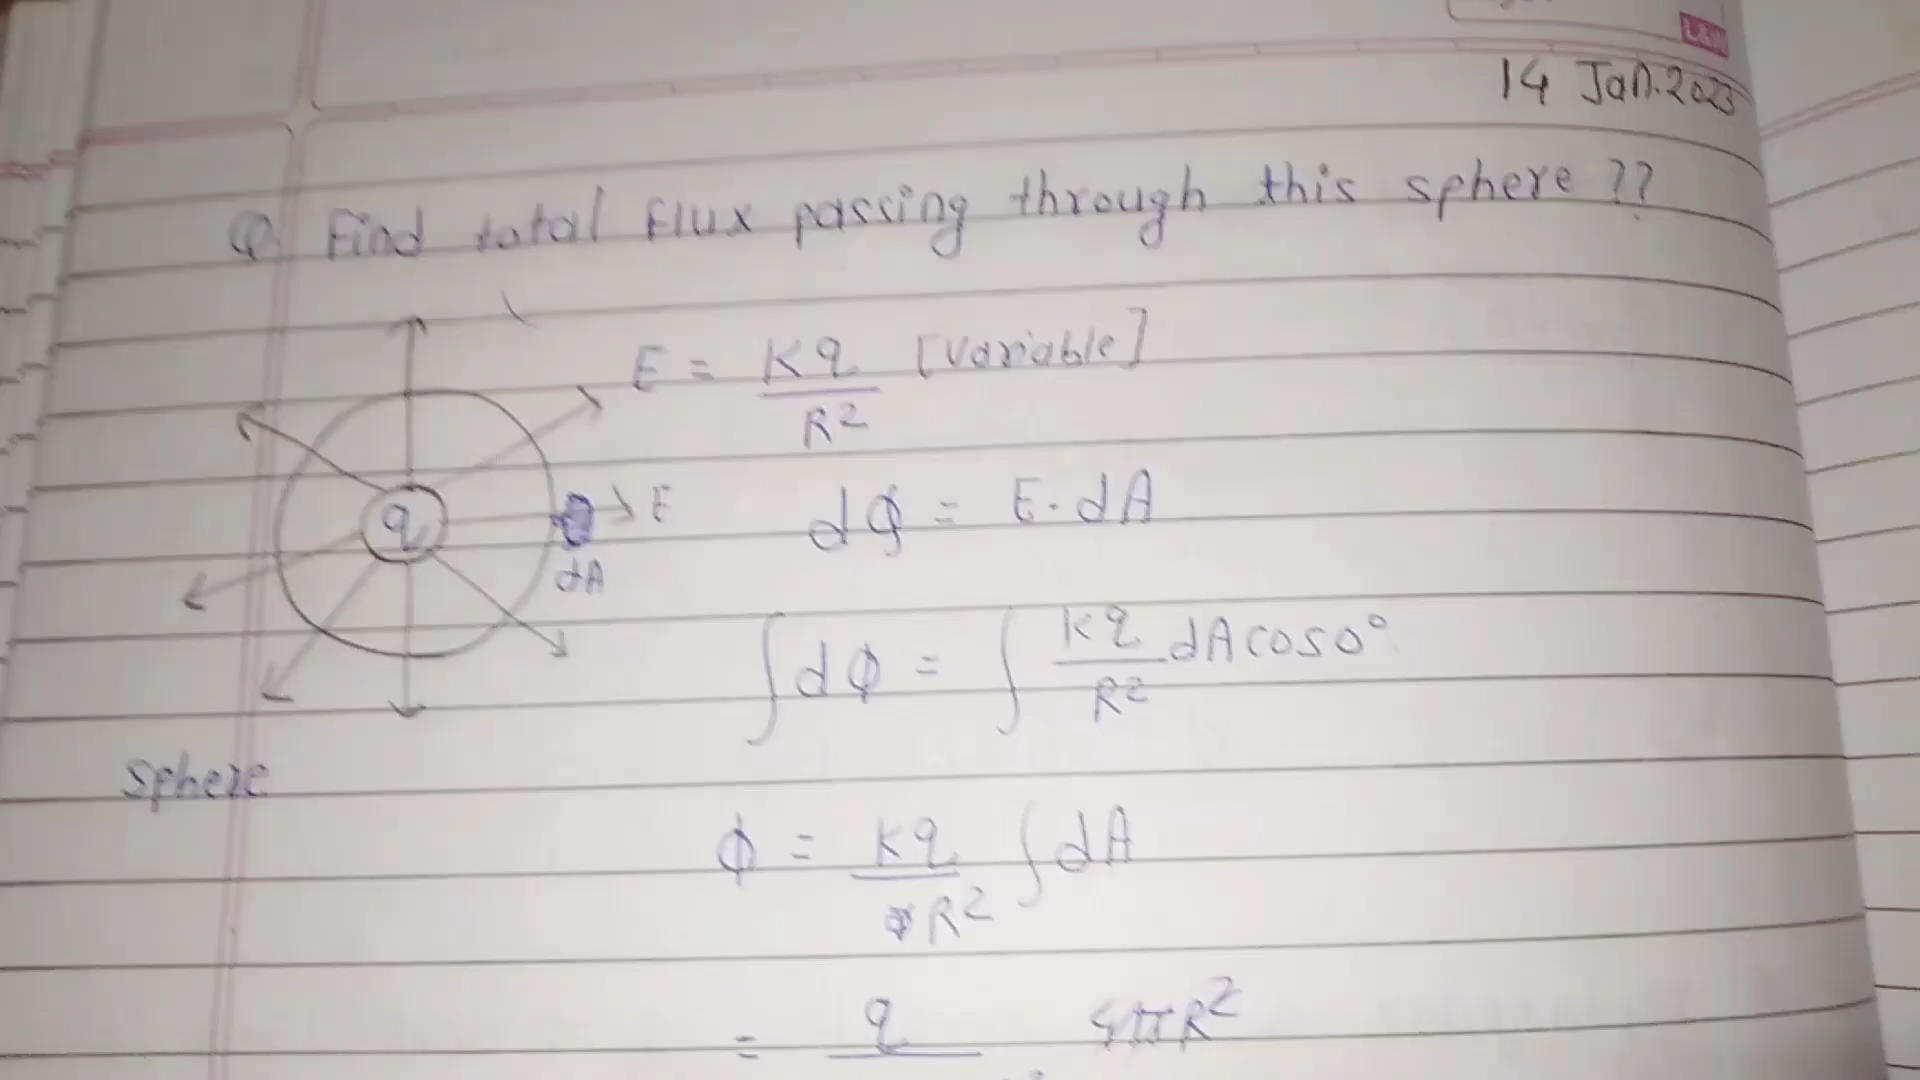 14 Jan. 2023
Q. Find total flux passing through this sphere ??
E = Kq/R² [Variable]
q
E
dA
dϕ = E · dA
∫dϕ = ∫ Kq/R² dA cos0°
sphere
ϕ = Kq/R² ∫dA
= q 4πR²